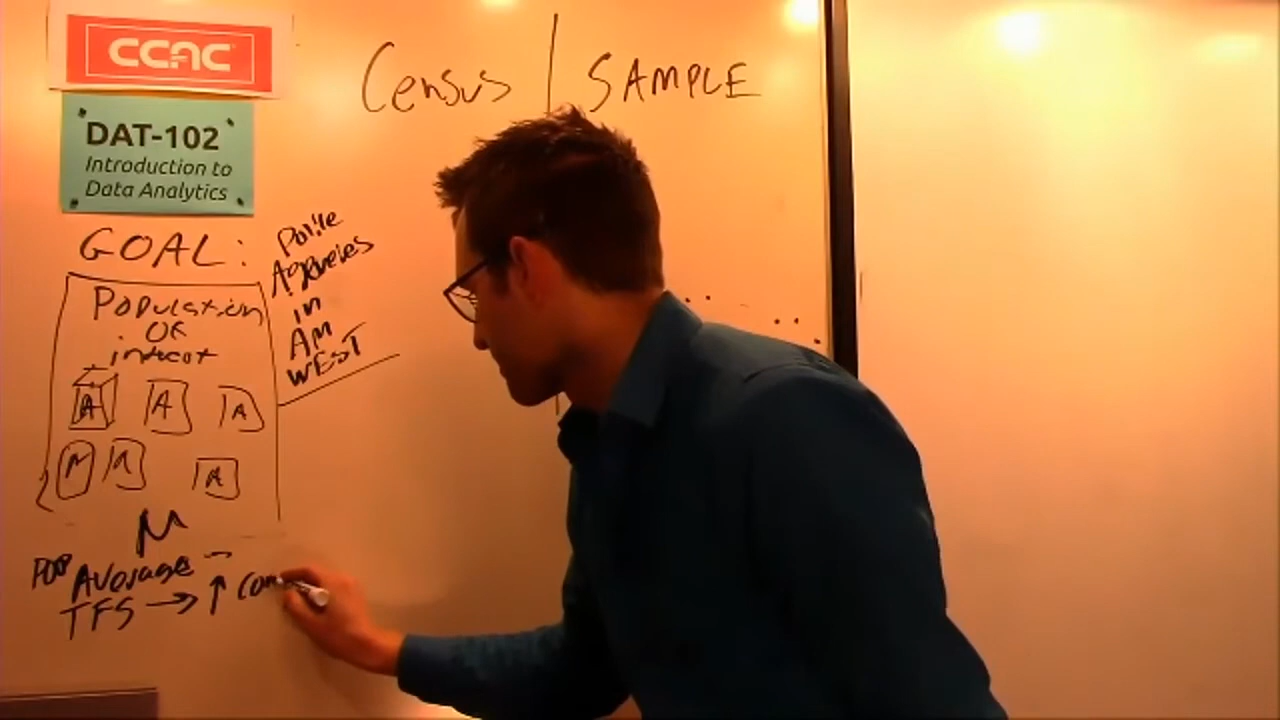 CCAC
DAT-102
Introduction to
Data Analytics
Census | SAMPLE
GOAL:
Population
OF
Police
Agencies
in
AM
WEST
A A A
A
M
POP Average
TFS → ↑ Com